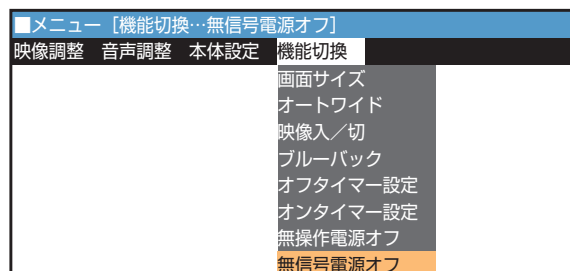 ■メニュー［機能切換…無信号電源オフ］
映像調整 音声調整 本体設定 機能切換
画面サイズ
オートワイド
映像入／切
ブルーバック
オフタイマー設定
オンタイマー設定
無操作電源オフ
無信号電源オフ